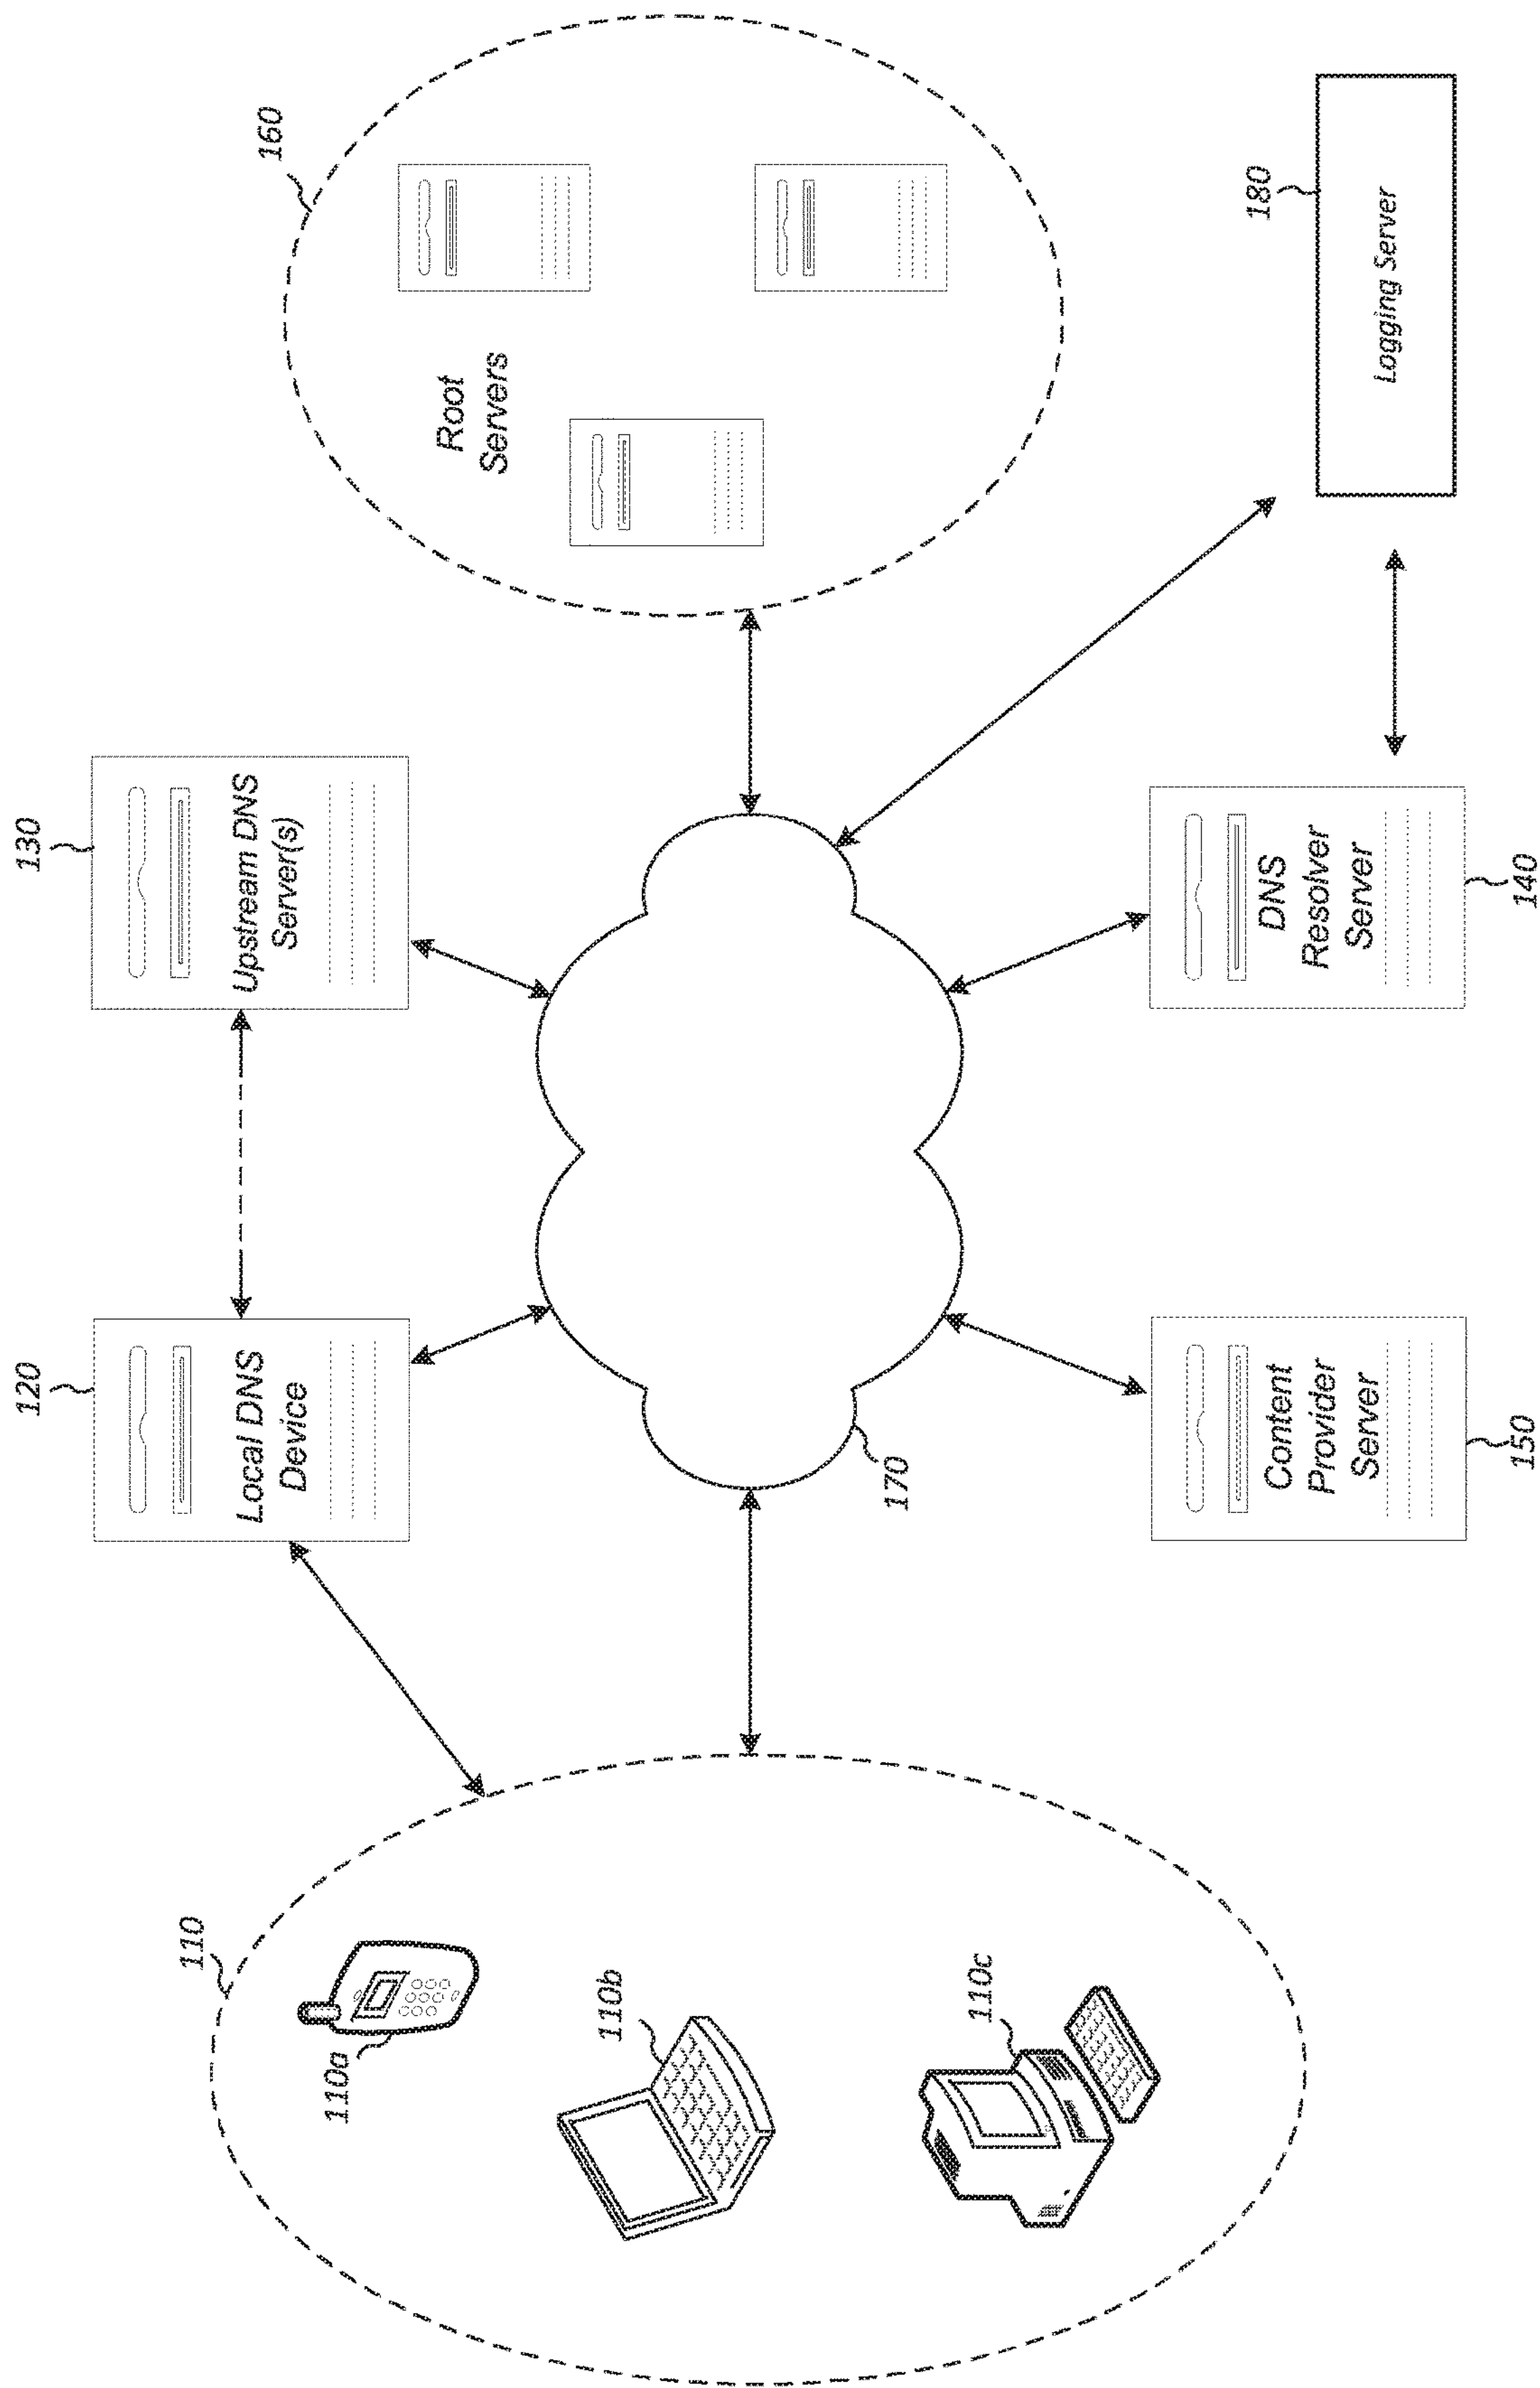 110
110a
110b
110c
120
Local DNS
Device
130
Upstream DNS
Server(s)
160
Root
Servers
170
150
Content
Provider
Server
140
DNS
Resolver
Server
180
Logging Server